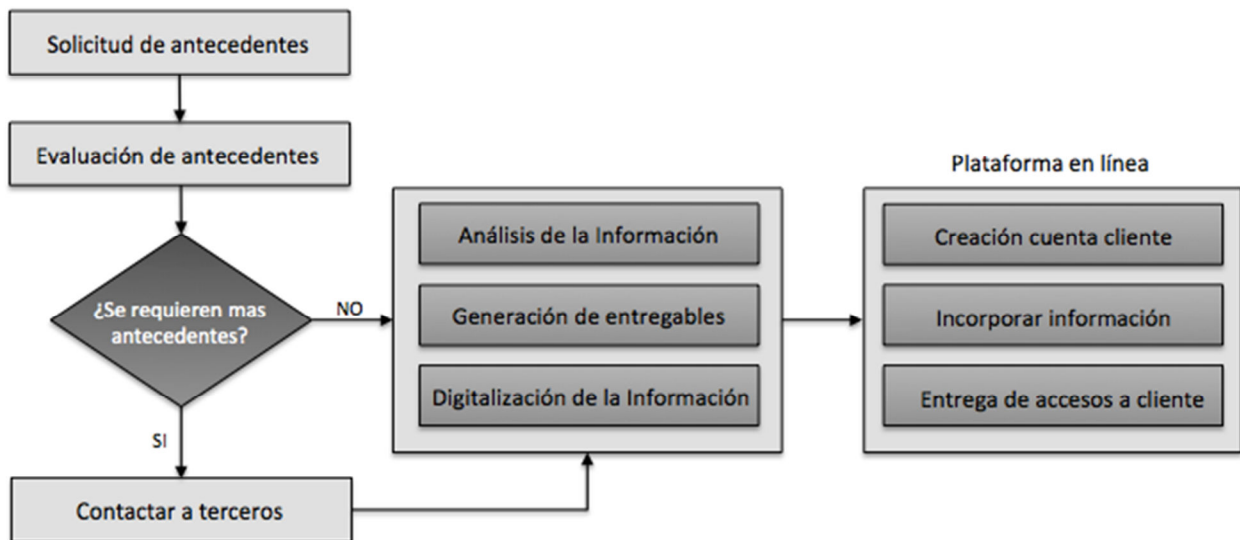 Solicitud de antecedentes
Evaluación de antecedentes
¿Se requieren mas
antecedentes?
NO
SI
Contactar a terceros
Análisis de la Información
Generación de entregables
Digitalización de la Información
Plataforma en línea
Creación cuenta cliente
Incorporar información
Entrega de accesos a cliente